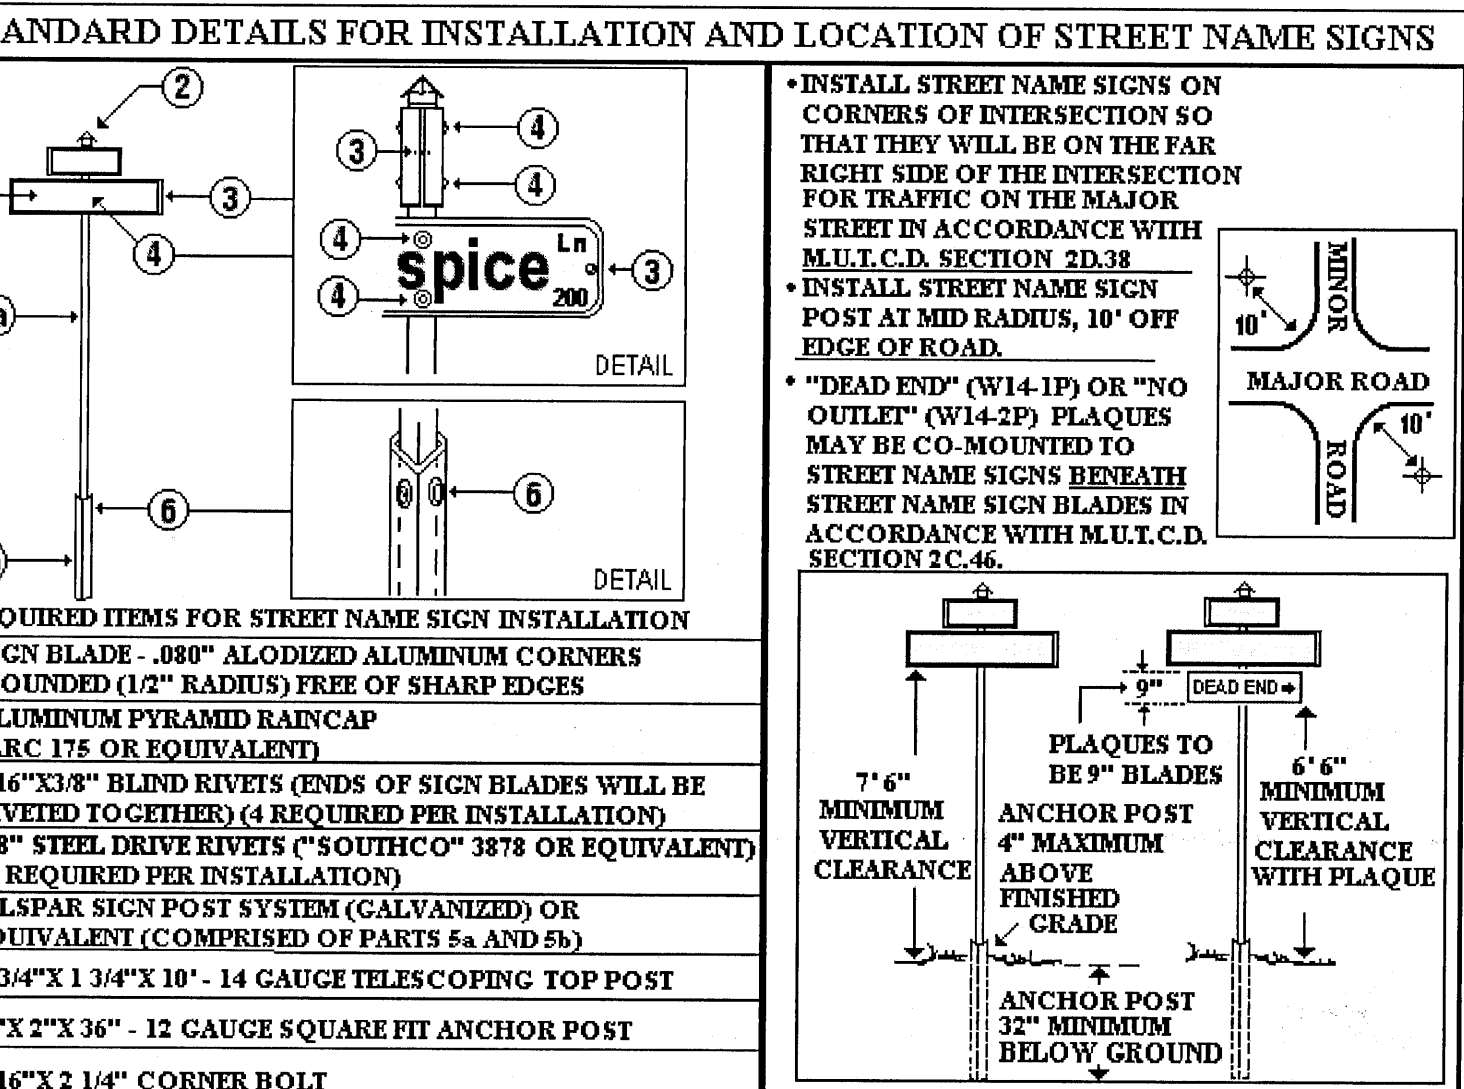 ANDARD DETAILS FOR INSTALLATION AND LOCATION OF STREET NAME SIGNS
2
3
4
6
3
4
4
4
4
spice
Ln
200
3
DETAIL
6
DETAIL
QUIRED ITEMS FOR STREET NAME SIGN INSTALLATION
GN BLADE - .080" ALODIZED ALUMINUM CORNERS
OUNDED (1/2" RADIUS) FREE OF SHARP EDGES
LUMINUM PYRAMID RAINCAP
ARC 175 OR EQUIVALENT)
16"X3/8" BLIND RIVETS (ENDS OF SIGN BLADES WILL BE
VETED TOGETHER) (4 REQUIRED PER INSTALLATION)
8" STEEL DRIVE RIVETS ("SOUTHCO" 3878 OR EQUIVALENT)
REQUIRED PER INSTALLATION)
LSPAR SIGN POST SYSTEM (GALVANIZED) OR
QUIVALENT (COMPRISED OF PARTS 5a AND 5b)
3/4"X 1 3/4"X 10' - 14 GAUGE TELESCOPING TOP POST
"X 2"X 36" - 12 GAUGE SQUARE FIT ANCHOR POST
16"X 2 1/4" CORNER BOLT
•INSTALL STREET NAME SIGNS ON
CORNERS OF INTERSECTION SO
THAT THEY WILL BE ON THE FAR
RIGHT SIDE OF THE INTERSECTION
FOR TRAFFIC ON THE MAJOR
STREET IN ACCORDANCE WITH
M.U.T.C.D. SECTION 2D.38
•INSTALL STREET NAME SIGN
POST AT MID RADIUS, 10' OFF
EDGE OF ROAD.
• "DEAD END" (W14-1P) OR "NO
OUTLET" (W14-2P) PLAQUES
MAY BE CO-MOUNTED TO
STREET NAME SIGNS BENEATH
STREET NAME SIGN BLADES IN
ACCORDANCE WITH M.U.T.C.D.
SECTION 2C.46.
MINOR
10'
MAJOR ROAD
10'
ROAD
9"
DEAD END
PLAQUES TO
BE 9" BLADES
7'6"
MINIMUM
VERTICAL
CLEARANCE
ANCHOR POST
4" MAXIMUM
ABOVE
FINISHED
GRADE
6'6"
MINIMUM
VERTICAL
CLEARANCE
WITH PLAQUE
ANCHOR POST
32" MINIMUM
BELOW GROUND